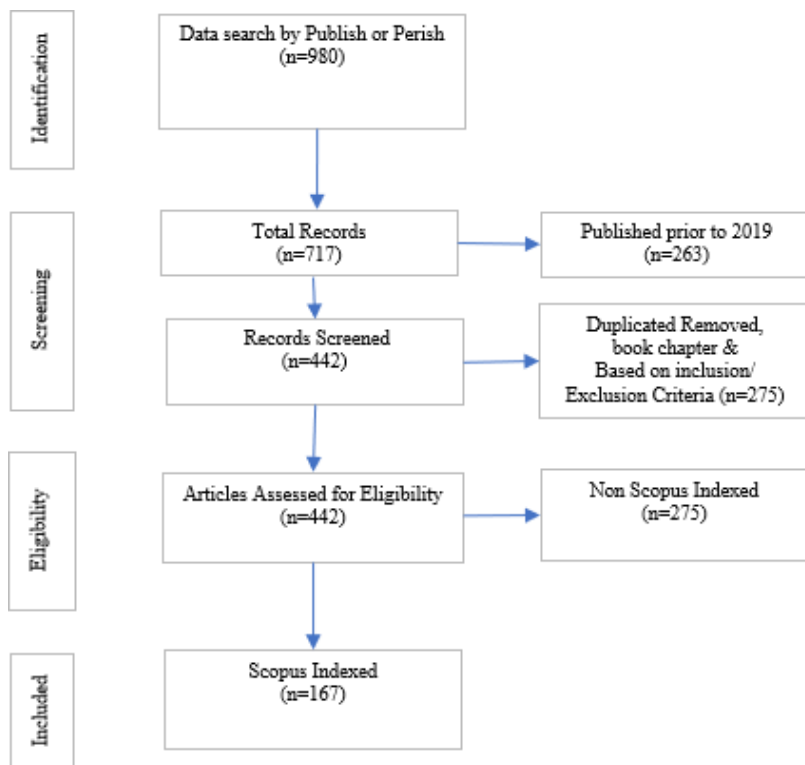 Identification
Data search by Publish or Perish
(n=980)
Screening
Total Records
(n=717)
Published prior to 2019
(n=263)
Records Screened
(n=442)
Duplicated Removed,
book chapter &
Based on inclusion/
Exclusion Criteria (n=275)
Eligibility
Articles Assessed for Eligibility
(n=442)
Non Scopus Indexed
(n=275)
Included
Scopus Indexed
(n=167)